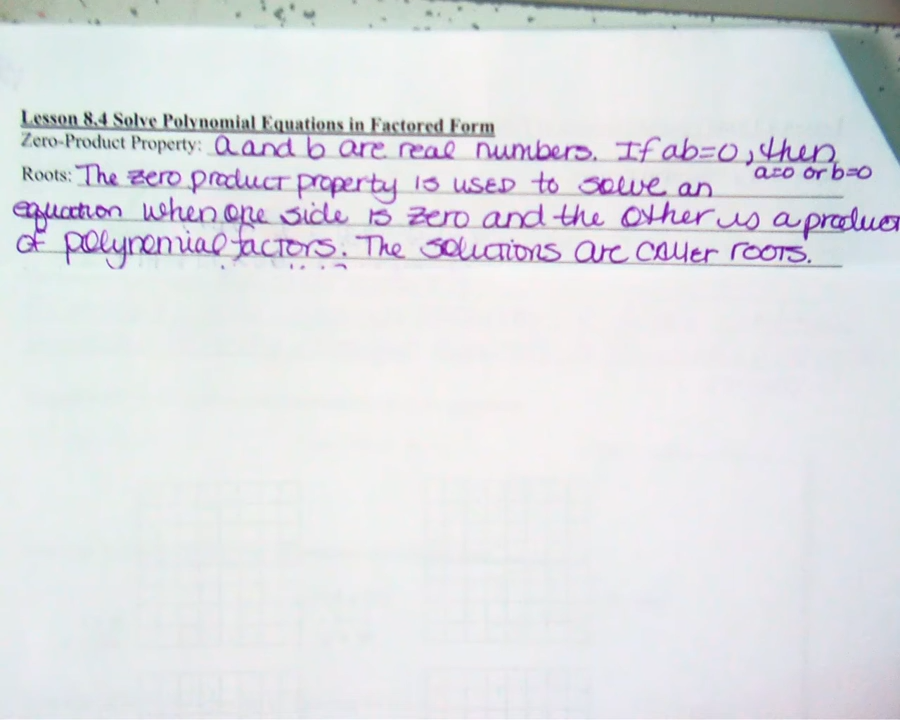 Lesson 8.4 Solve Polynomial Equations in Factored Form
Zero-Product Property: a and b are real numbers. If ab=0, then
a=0 or b=0
Roots: The zero product property is used to solve an
equation when one side is zero and the other is a product
of polynomial factors. The solutions are caller roots.